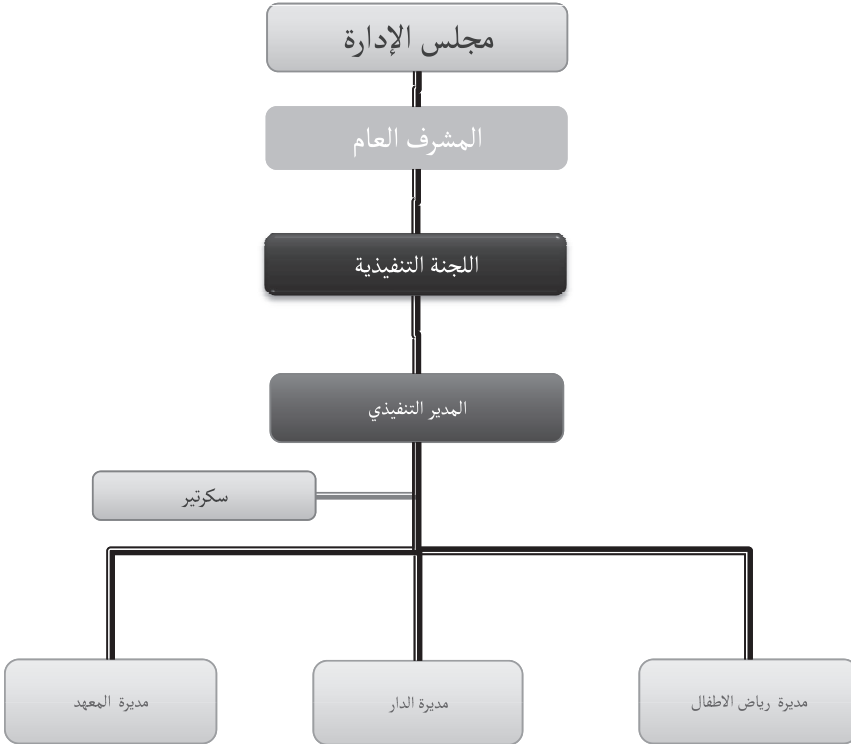 مجلس الإدارة
المشرف العام
اللجنة التنفيذية
المدير التنفيذي
سكرتير
مديرة رياض الاطفال
مديرة الدار
مديرة المعهد